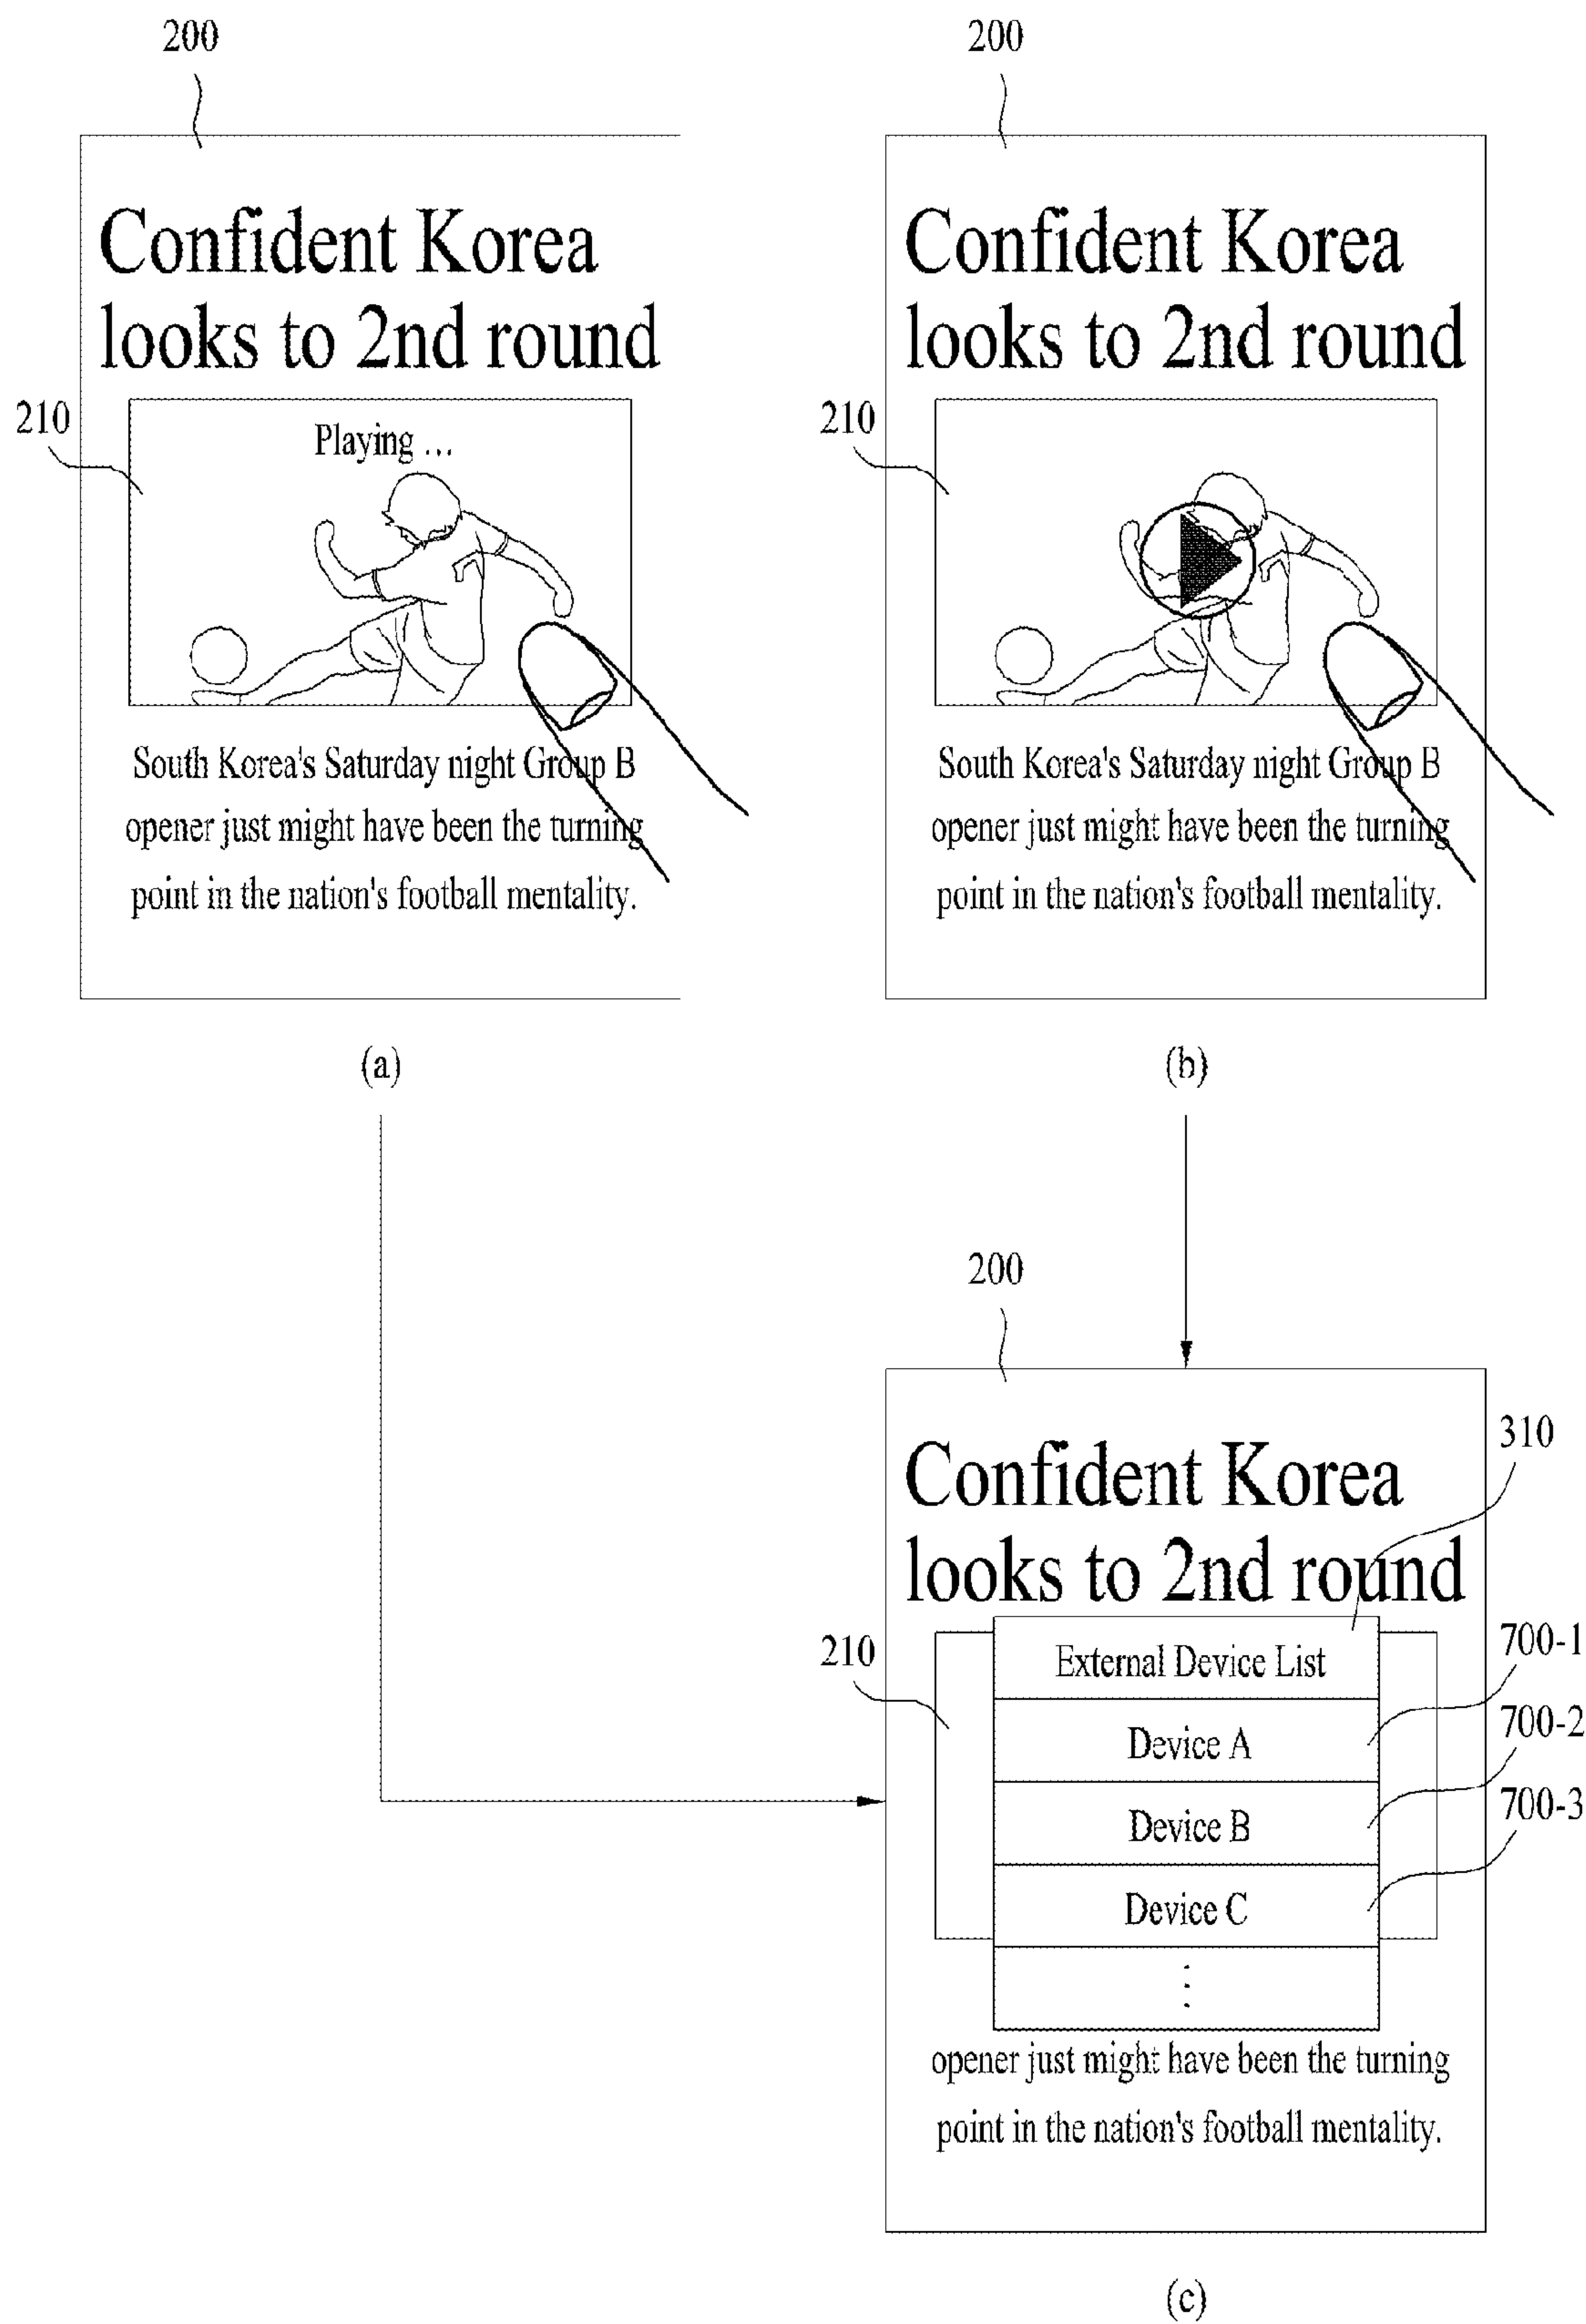 200
Confident Korea
looks to 2nd round
210
Playing ...
South Korea's Saturday night Group B
opener just might have been the turning
point in the nation's football mentality.
(a)
200
Confident Korea
looks to 2nd round
210
South Korea's Saturday night Group B
opener just might have been the turning
point in the nation's football mentality.
(b)
200
310
Confident Korea
looks to 2nd round
210
External Device List
700-1
Device A
700-2
Device B
700-3
Device C
⋮
opener just might have been the turning
point in the nation's football mentality.
(c)